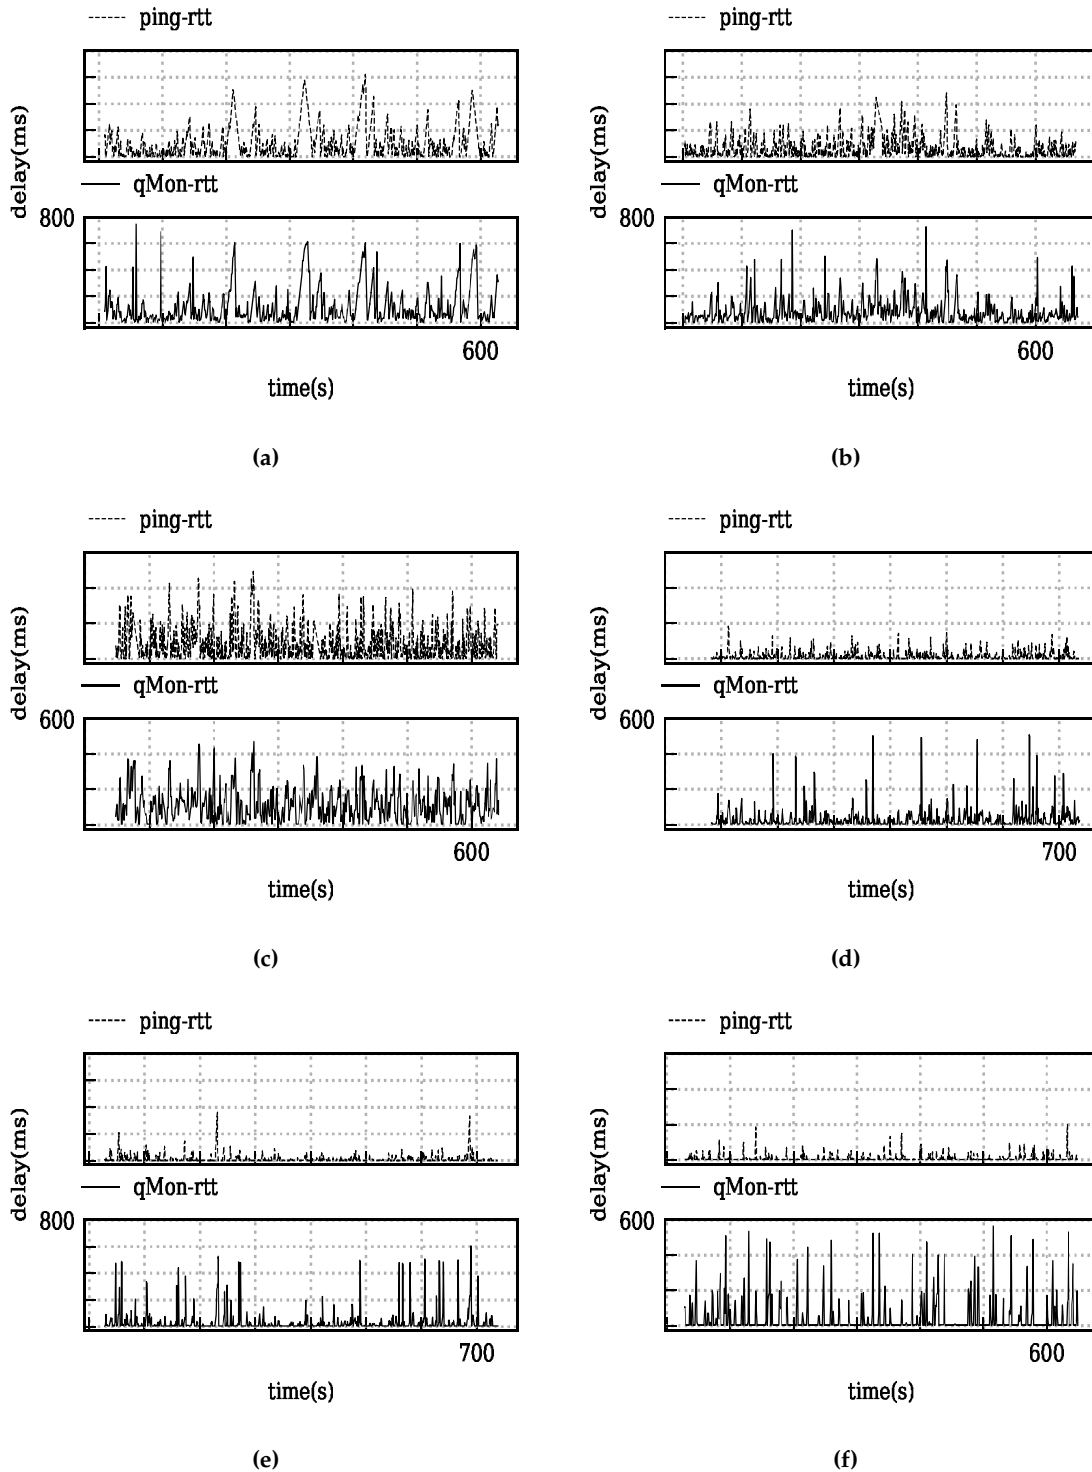 ping-rtt
ping-rtt
delay(ms)
delay(ms)
qMon-rtt
qMon-rtt
800
800
600
600
time(s)
time(s)
(a)
(b)
ping-rtt
ping-rtt
delay(ms)
delay(ms)
qMon-rtt
qMon-rtt
600
600
600
700
time(s)
time(s)
(c)
(d)
ping-rtt
ping-rtt
delay(ms)
delay(ms)
qMon-rtt
qMon-rtt
800
600
700
600
time(s)
time(s)
(e)
(f)